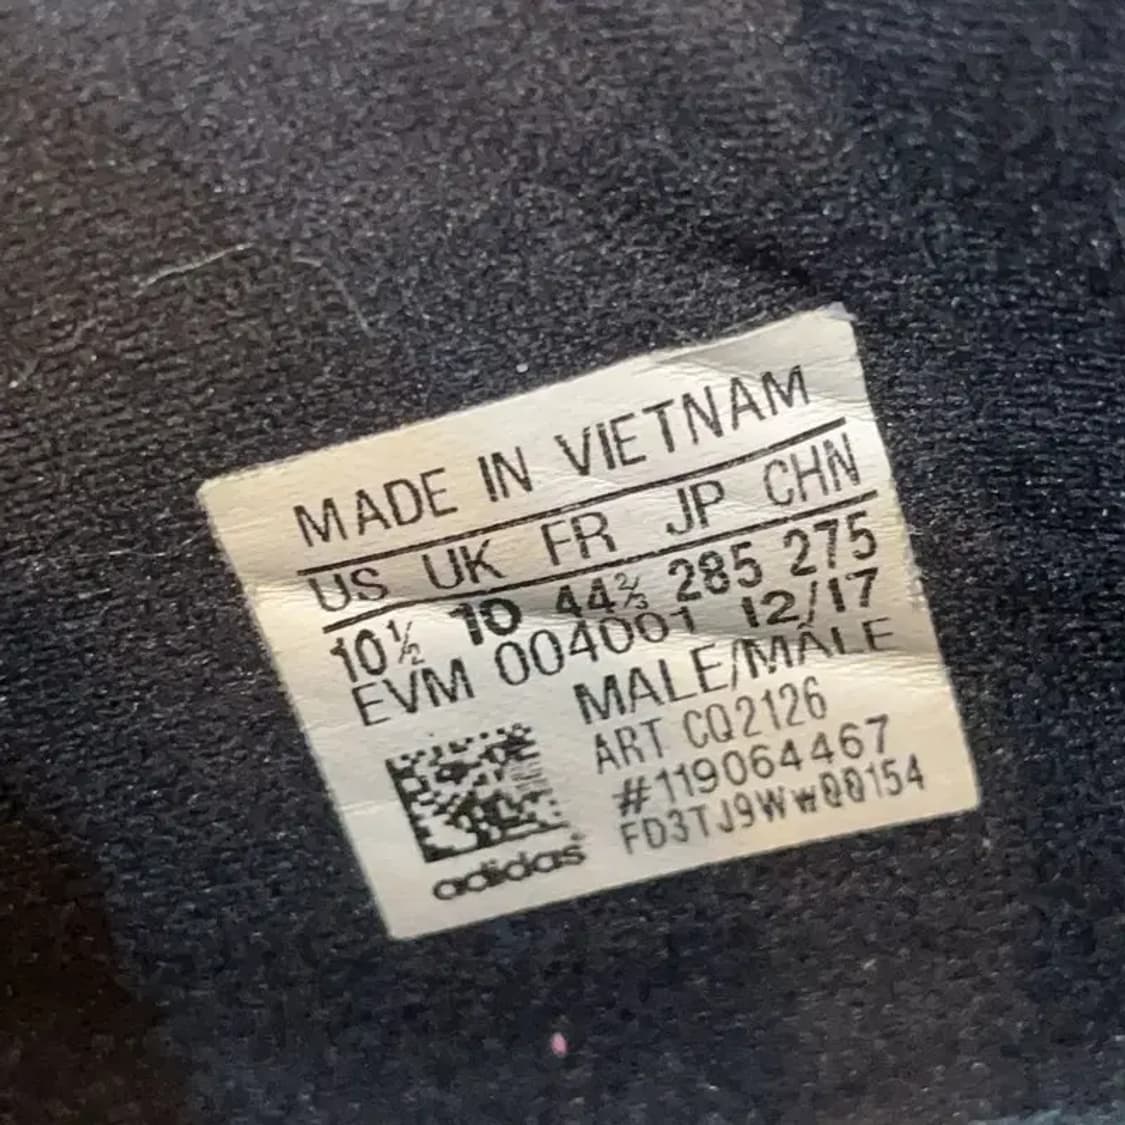 MADE IN VIETNAM
US UK FR JP CHN
10½ 10 44⅔ 285 275
EVM 004001 12/17
MALE/MÂLE
ART CQ2126
#119064467
FD3TJ9Ww00154
adidas